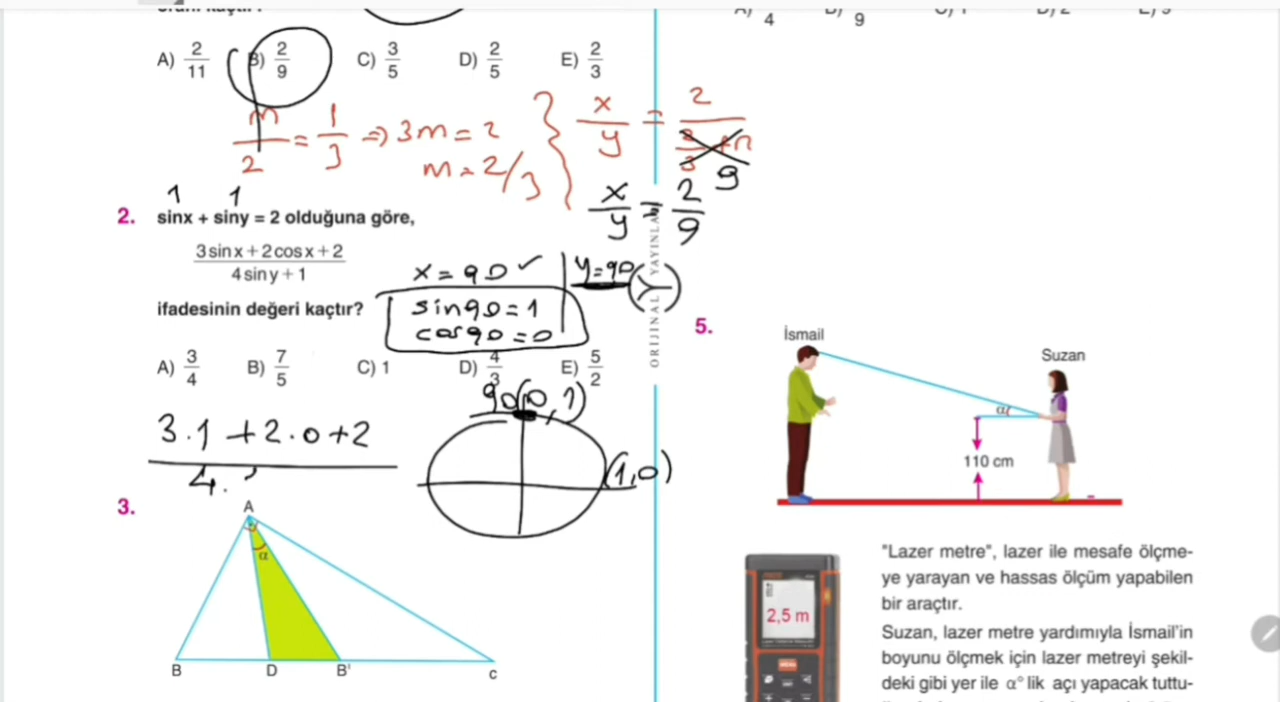 A) 2/11 B) 2/9 C) 3/5 D) 2/5 E) 2/3
m/2 = 1/3 ⇒ 3m = 2
m = 2/3
x/y = 2
x/y = 2/9
1 1
2. sinx + siny = 2 olduğuna göre,
3sinx+2cosx+2
4siny+1
ifadesinin değeri kaçtır?
x = 90 ✓
y = 90
sin90 = 1
cos90 = 0
A) 3/4 B) 7/5 C) 1 D) 4/3 E) 5/2
3.1 + 2.0 + 2
4.
90 (0, 1)
(1,0)
3.
A
α
B D B' C
ORİJİNAL YAYINLARI
4 9
5.
İsmail
Suzan
α
110 cm
2,5 m
"Lazer metre", lazer ile mesafe ölçme-
ye yarayan ve hassas ölçüm yapabilen
bir araçtır.
Suzan, lazer metre yardımıyla İsmail'in
boyunu ölçmek için lazer metreyi şekil-
deki gibi yer ile α° lik açı yapacak tuttu-